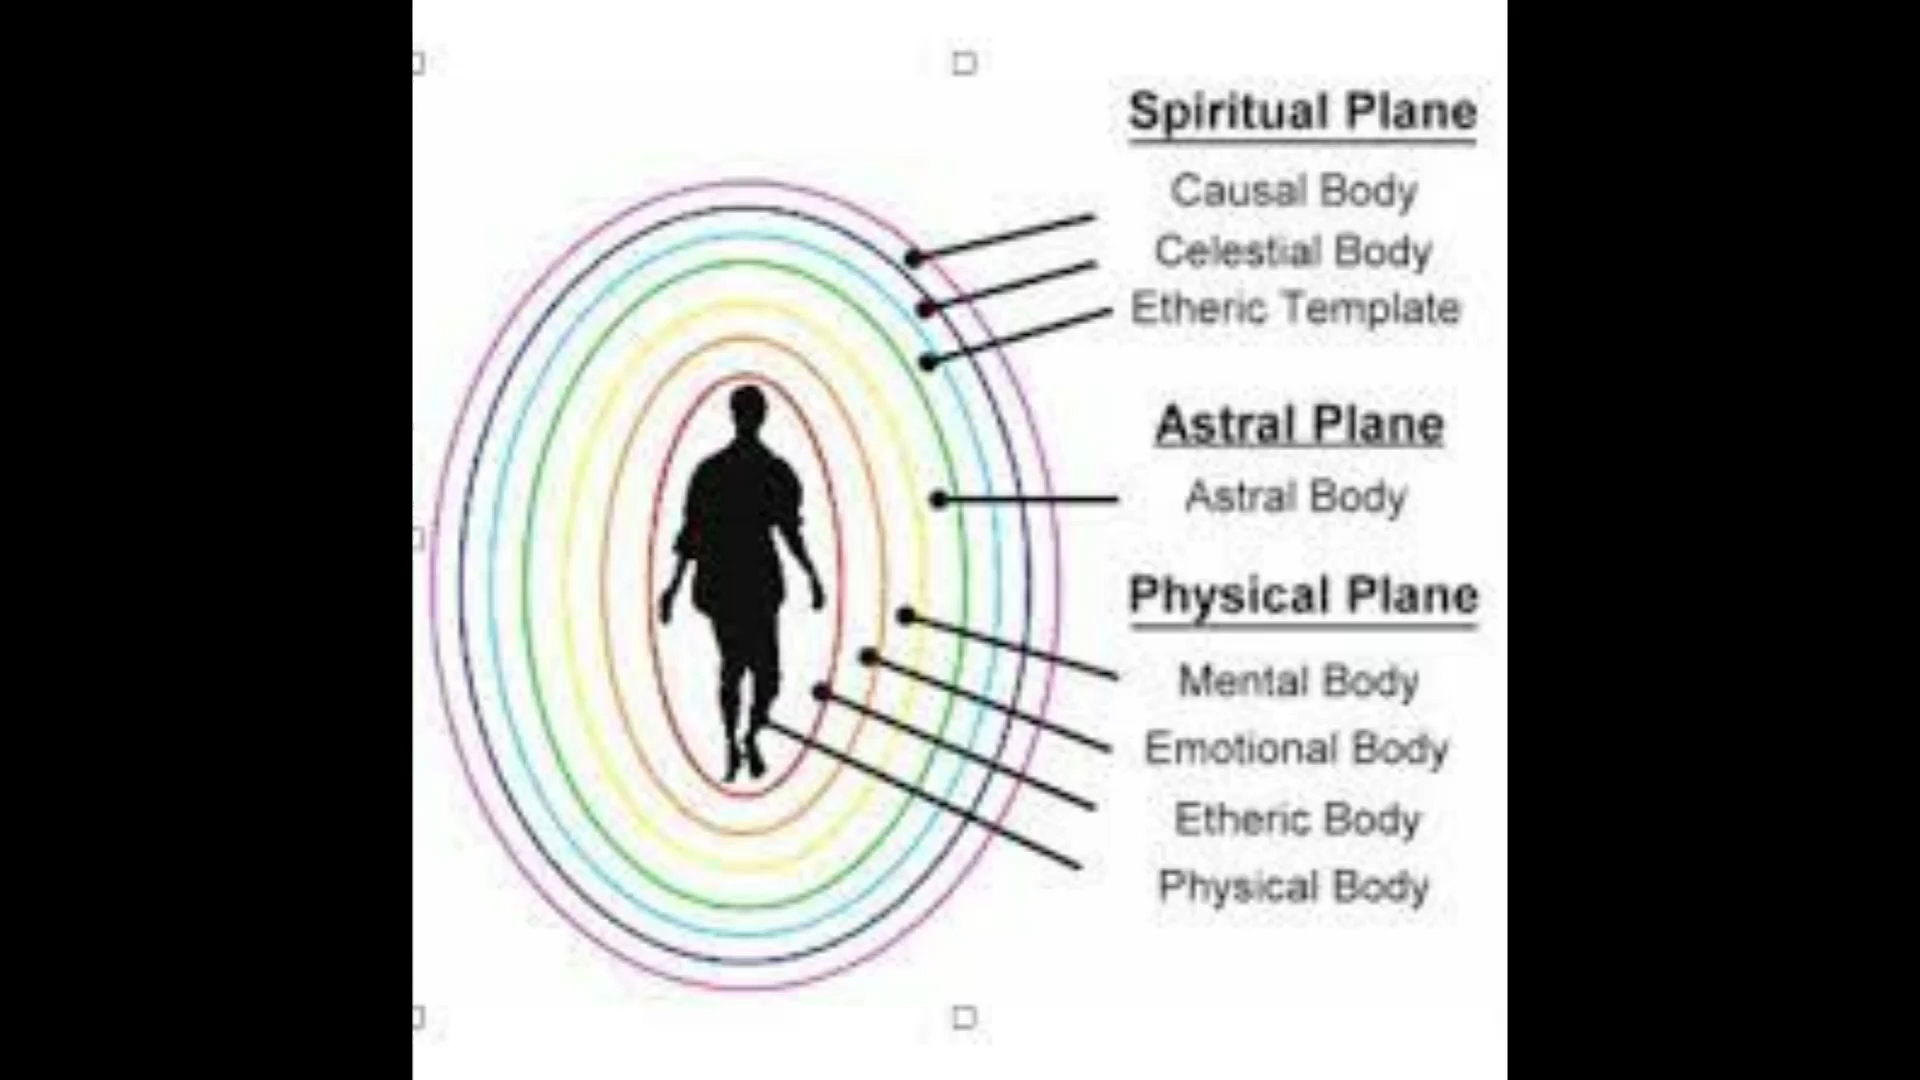 Spiritual Plane
Causal Body
Celestial Body
Etheric Template
Astral Plane
Astral Body
Physical Plane
Mental Body
Emotional Body
Etheric Body
Physical Body